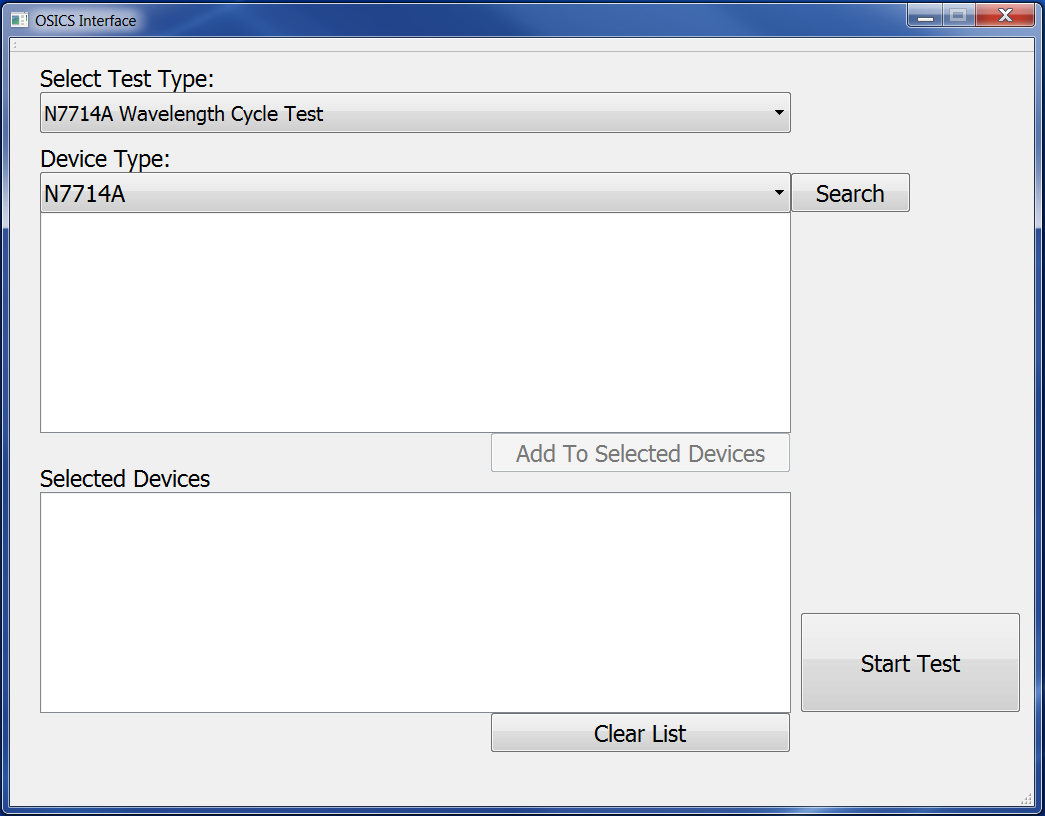 OSICS Interface
Select Test Type:
N7714A Wavelength Cycle Test
Device Type:
N7714A
Search
Add To Selected Devices
Selected Devices
Start Test
Clear List